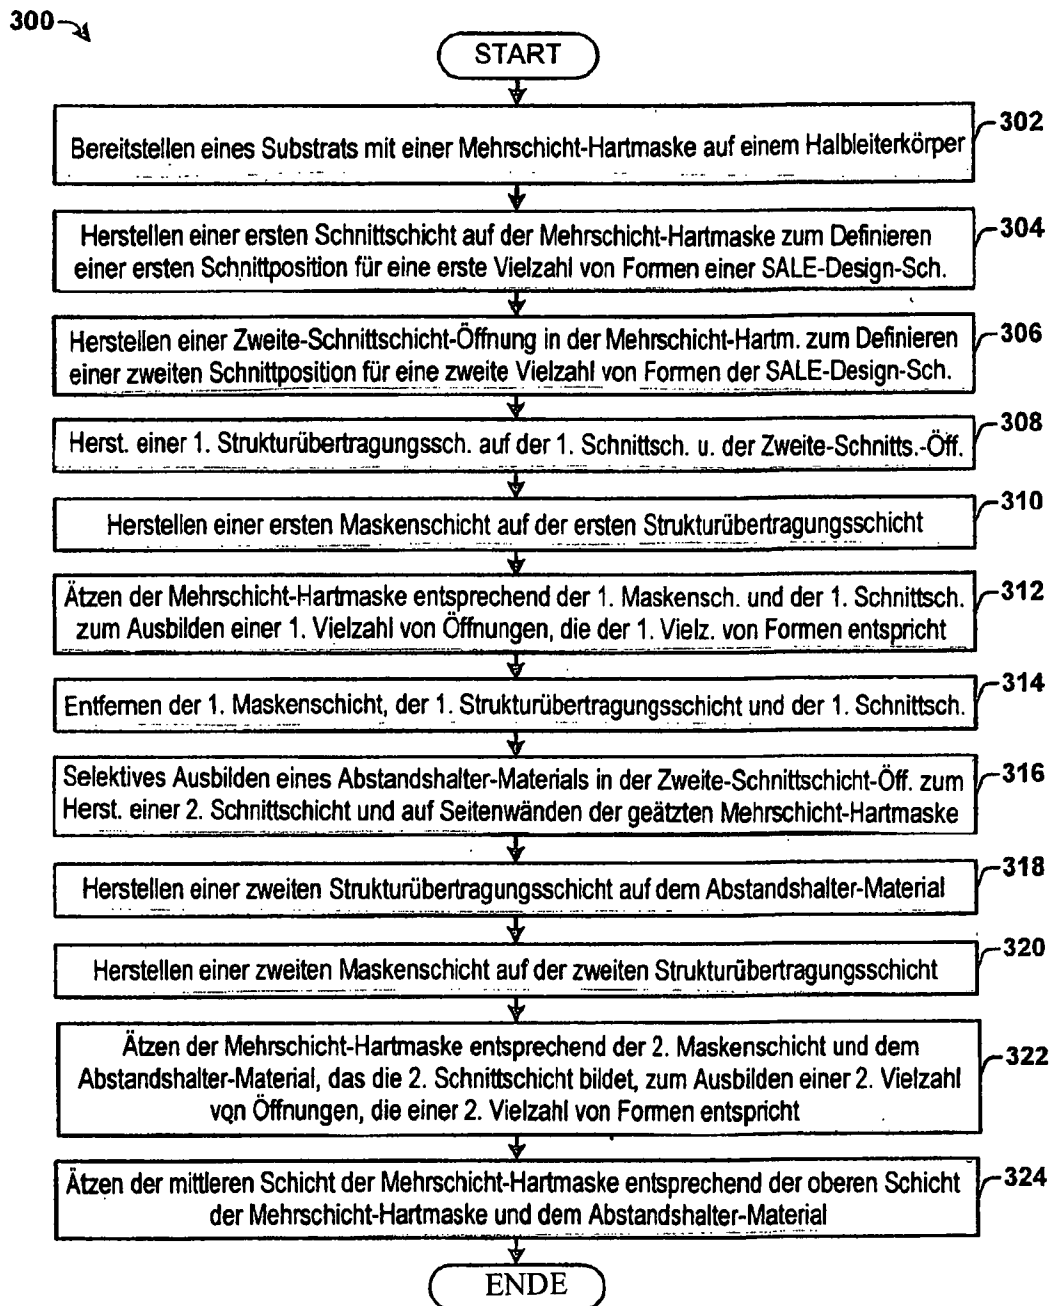 300
START
Bereitstellen eines Substrats mit einer Mehrschicht-Hartmaske auf einem Halbleiterkörper
302
Herstellen einer ersten Schnittschicht auf der Mehrschicht-Hartmaske zum Definieren
einer ersten Schnittposition für eine erste Vielzahl von Formen einer SALE-Design-Sch.
304
Herstellen einer Zweite-Schnittschicht-Öffnung in der Mehrschicht-Hartm. zum Definieren
einer zweiten Schnittposition für eine zweite Vielzahl von Formen der SALE-Design-Sch.
306
Herst. einer 1. Strukturübertragungssch. auf der 1. Schnittsch. u. der Zweite-Schnitts.-Öff.
308
Herstellen einer ersten Maskenschicht auf der ersten Strukturübertragungsschicht
310
Ätzen der Mehrschicht-Hartmaske entsprechend der 1. Maskensch. und der 1. Schnittsch.
zum Ausbilden einer 1. Vielzahl von Öffnungen, die der 1. Vielz. von Formen entspricht
312
Entfernen der 1. Maskenschicht, der 1. Strukturübertragungsschicht und der 1. Schnittsch.
314
Selektives Ausbilden eines Abstandshalter-Materials in der Zweite-Schnittschicht-Öff. zum
Herst. einer 2. Schnittschicht und auf Seitenwänden der geätzten Mehrschicht-Hartmaske
316
Herstellen einer zweiten Strukturübertragungsschicht auf dem Abstandshalter-Material
318
Herstellen einer zweiten Maskenschicht auf der zweiten Strukturübertragungsschicht
320
Ätzen der Mehrschicht-Hartmaske entsprechend der 2. Maskenschicht und dem
Abstandshalter-Material, das die 2. Schnittschicht bildet, zum Ausbilden einer 2. Vielzahl
von Öffnungen, die einer 2. Vielzahl von Formen entspricht
322
Ätzen der mittleren Schicht der Mehrschicht-Hartmaske entsprechend der oberen Schicht
der Mehrschicht-Hartmaske und dem Abstandshalter-Material
324
ENDE